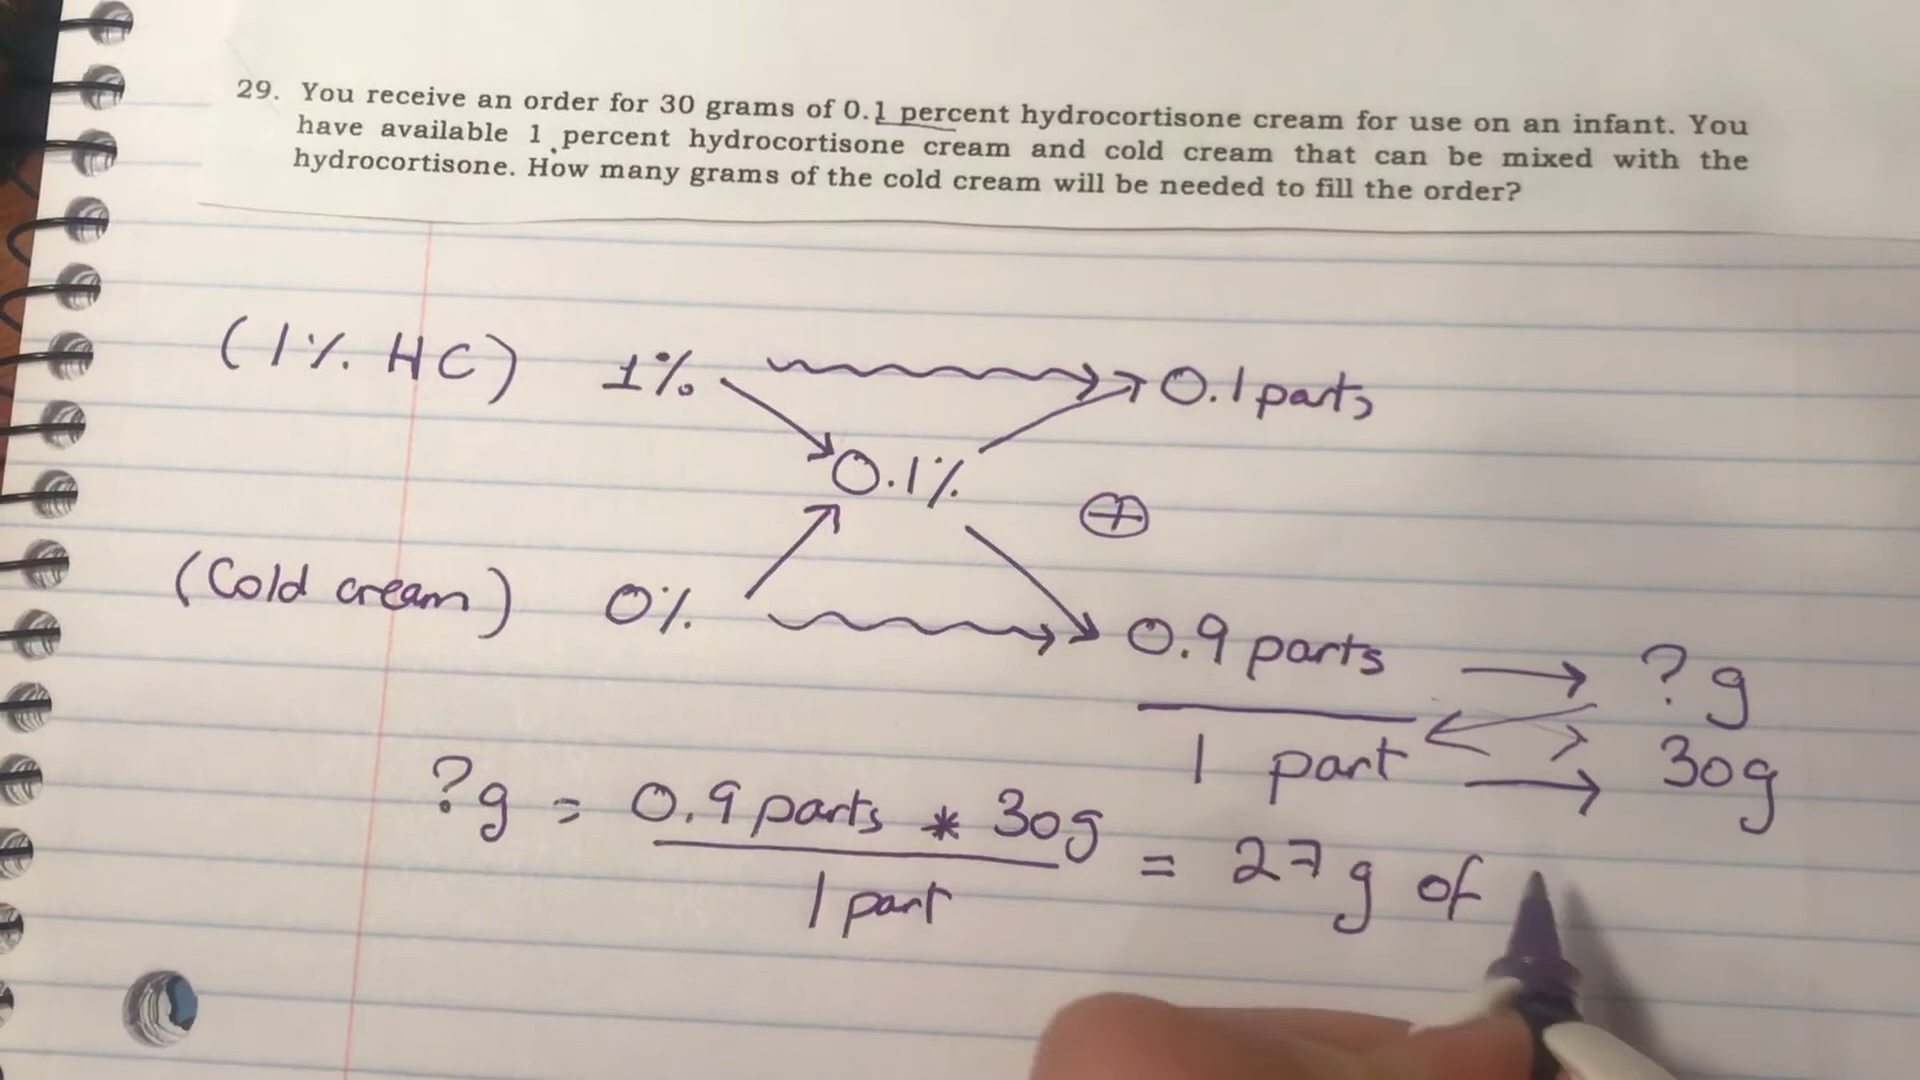 29. You receive an order for 30 grams of 0.1 percent hydrocortisone cream for use on an infant. You
have available 1 percent hydrocortisone cream and cold cream that can be mixed with the
hydrocortisone. How many grams of the cold cream will be needed to fill the order?
(1% HC) 1% 0.1 parts
0.1% +
(Cold cream) 0% 0.9 parts → ? g
1 part → 30g
? g = 0.9 parts * 30g = 27g of
1 part